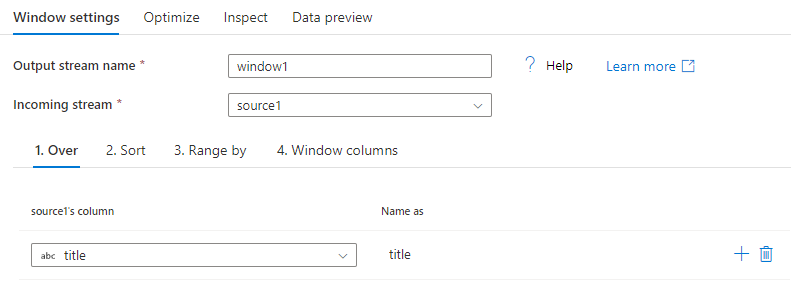 Window settings Optimize Inspect Data preview
Output stream name * window1 ? Help Learn more
Incoming stream * source1
1. Over 2. Sort 3. Range by 4. Window columns
source1's column Name as
abc title title